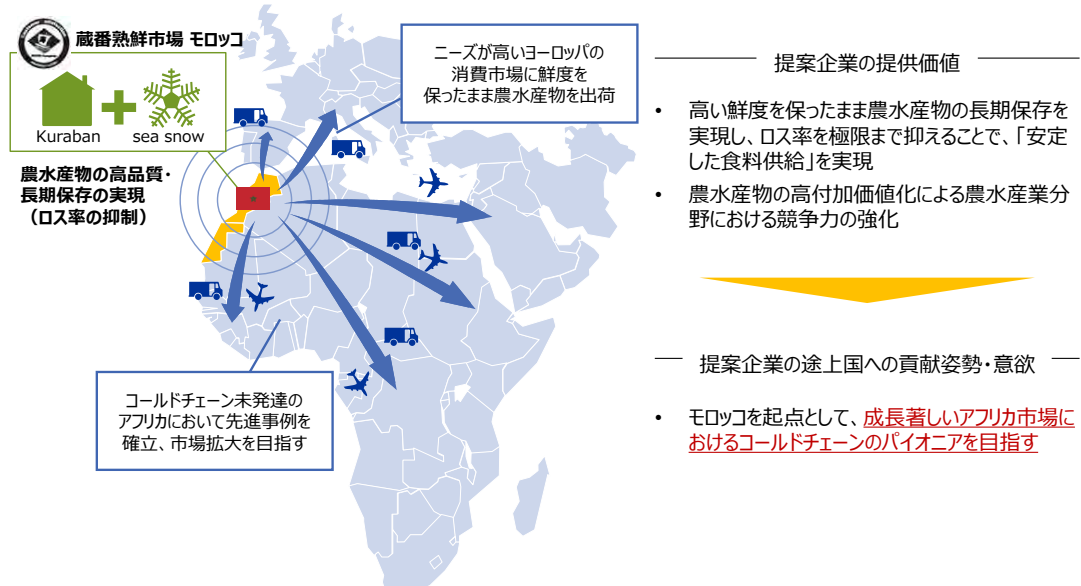 蔵番熟鮮市場 モロッコ
Kuraban
sea snow
農水産物の高品質・
長期保存の実現
（ロス率の抑制）
ニーズが高いヨーロッパの
消費市場に鮮度を
保ったまま農水産物を出荷
コールドチェーン未発達の
アフリカにおいて先進事例を
確立、市場拡大を目指す
提案企業の提供価値
• 高い鮮度を保ったまま農水産物の長期保存を
実現し、ロス率を極限まで抑えることで、「安定
した食料供給」を実現
• 農水産物の高付加価値化による農水産業分
野における競争力の強化
提案企業の途上国への貢献姿勢・意欲
• モロッコを起点として、成長著しいアフリカ市場に
おけるコールドチェーンのパイオニアを目指す